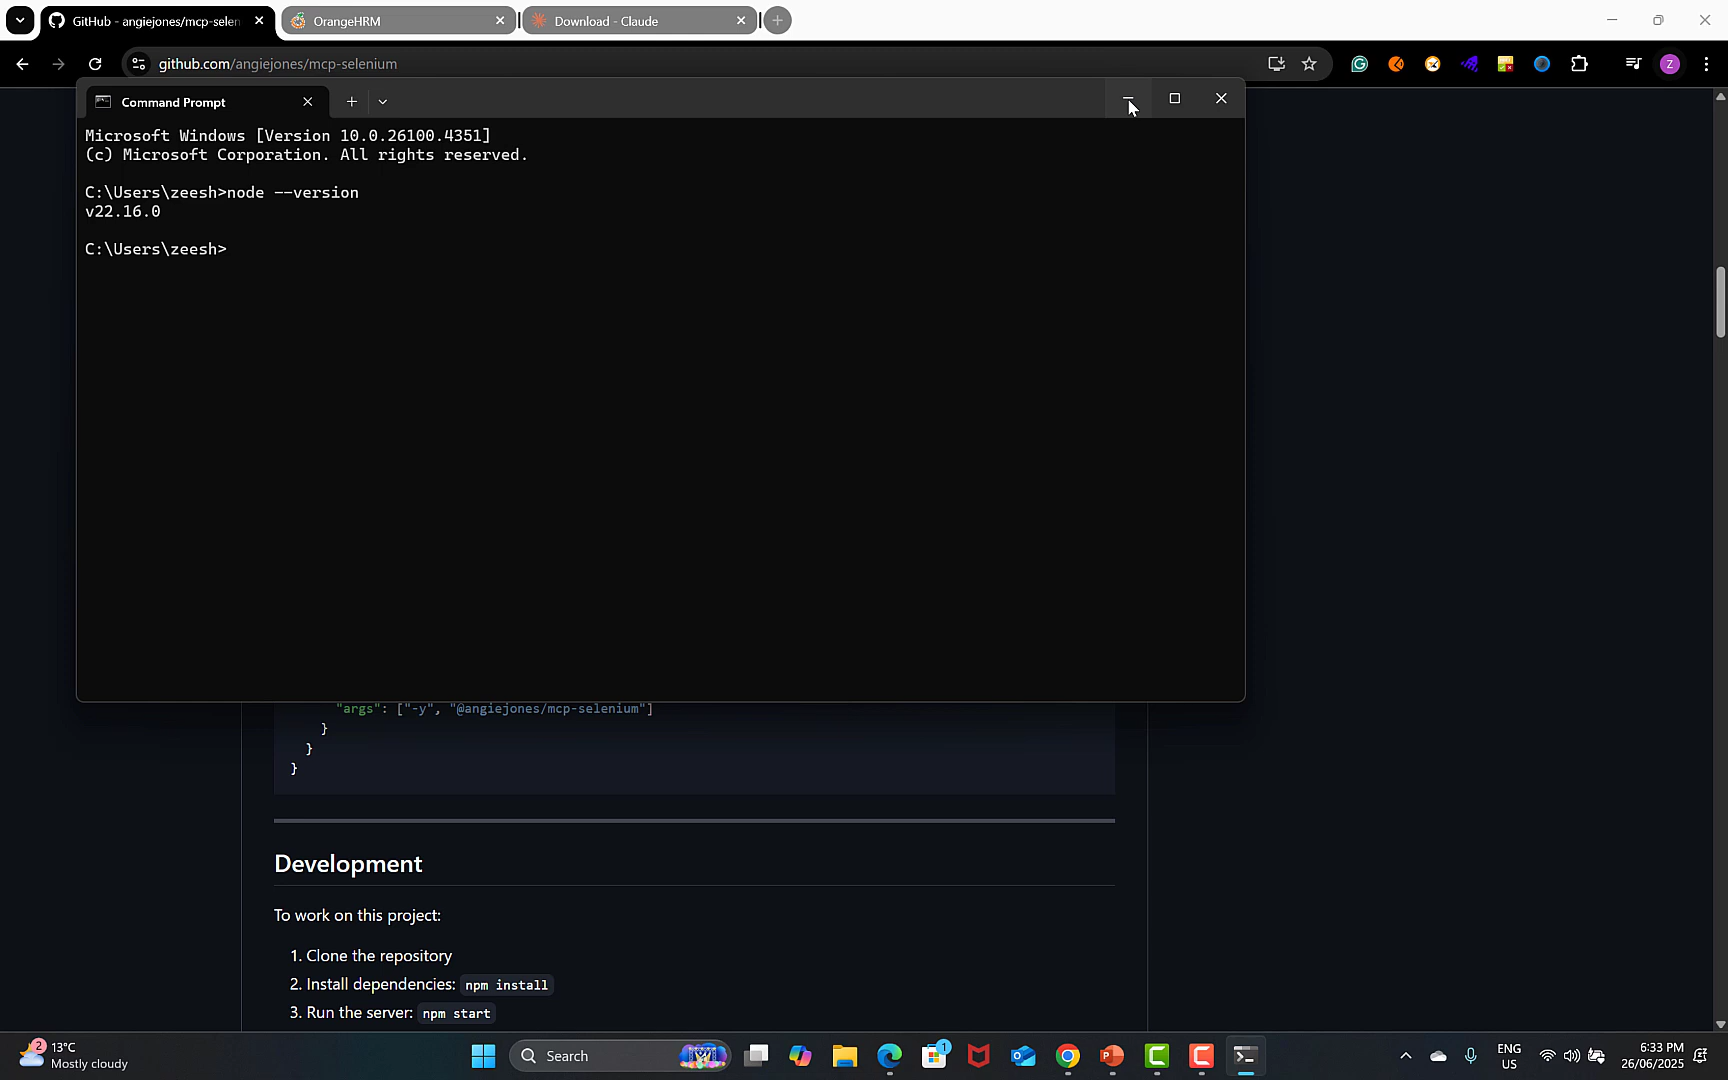 GitHub - angiejones/mcp-selen
OrangeHRM
Download - Claude
github.com/angiejones/mcp-selenium
Z
Command Prompt
Microsoft Windows [Version 10.0.26100.4351]
(c) Microsoft Corporation. All rights reserved.
C:\Users\zeesh>node --version
v22.16.0
C:\Users\zeesh>
"args": ["-y", "@angiejones/mcp-selenium"]
}
}
}
Development
To work on this project:
1. Clone the repository
2. Install dependencies: npm install
3. Run the server: npm start
2
13°C
Mostly cloudy
Search
1
ENG
US
6:33 PM
26/06/2025